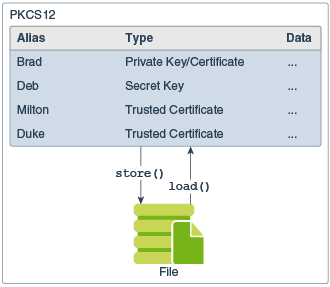 PKCS12
Alias Type Data
Brad Private Key/Certificate ...
Deb Secret Key ...
Milton Trusted Certificate ...
Duke Trusted Certificate ...
store()
load()
File